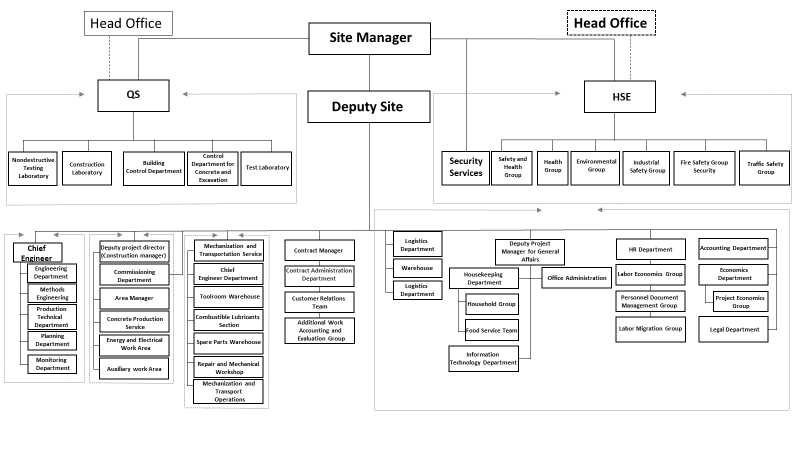 Head Office
Site Manager
Head Office
QS
Deputy Site
HSE
Nondestructive
Testing
Laboratory
Construction
Laboratory
Building
Control Department
Control
Department for
Concrete and
Excavation
Test Laboratory
Security
Services
Safety and
Health
Group
Health
Group
Environmental
Group
Industrial
Safety Group
Fire Safety Group
Security
Traffic Safety
Group
Chief
Engineer
Engineering
Department
Methods
Engineering
Production
Technical
Department
Planning
Department
Monitoring
Department
Deputy project director
(Construction manager)
Commissioning
Department
Area Manager
Concrete Production
Service
Energy and Electrical
Work Area
Auxiliary work Area
Mechanization and
Transportation Service
Chief
Engineer Department
Toolroom Warehouse
Combustible Lubricants
Section
Spare Parts Warehouse
Repair and Mechanical
Workshop
Mechanization and
Transport
Operations
Contract Manager
Contract Administration
Department
Customer Relations
Team
Additional Work
Accounting and
Evaluation Group
Logistics
Department
Warehouse
Logistics
Department
Deputy Project
Manager for General
Affairs
Housekeeping
Department
Office Administration
Household Group
Food Service Team
Information
Technology Department
HR Department
Labor Economics Group
Personnel Document
Management Group
Labor Migration Group
Accounting Department
Economics
Department
Project Economics
Group
Legal Department